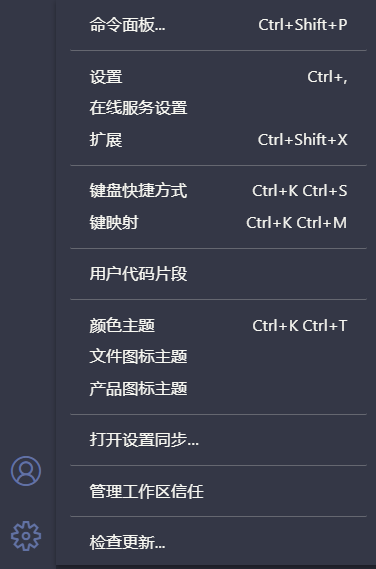 命令面板... Ctrl+Shift+P
设置 Ctrl+,
在线服务设置
扩展 Ctrl+Shift+X
键盘快捷方式 Ctrl+K Ctrl+S
键映射 Ctrl+K Ctrl+M
用户代码片段
颜色主题 Ctrl+K Ctrl+T
文件图标主题
产品图标主题
打开设置同步...
管理工作区信任
检查更新...